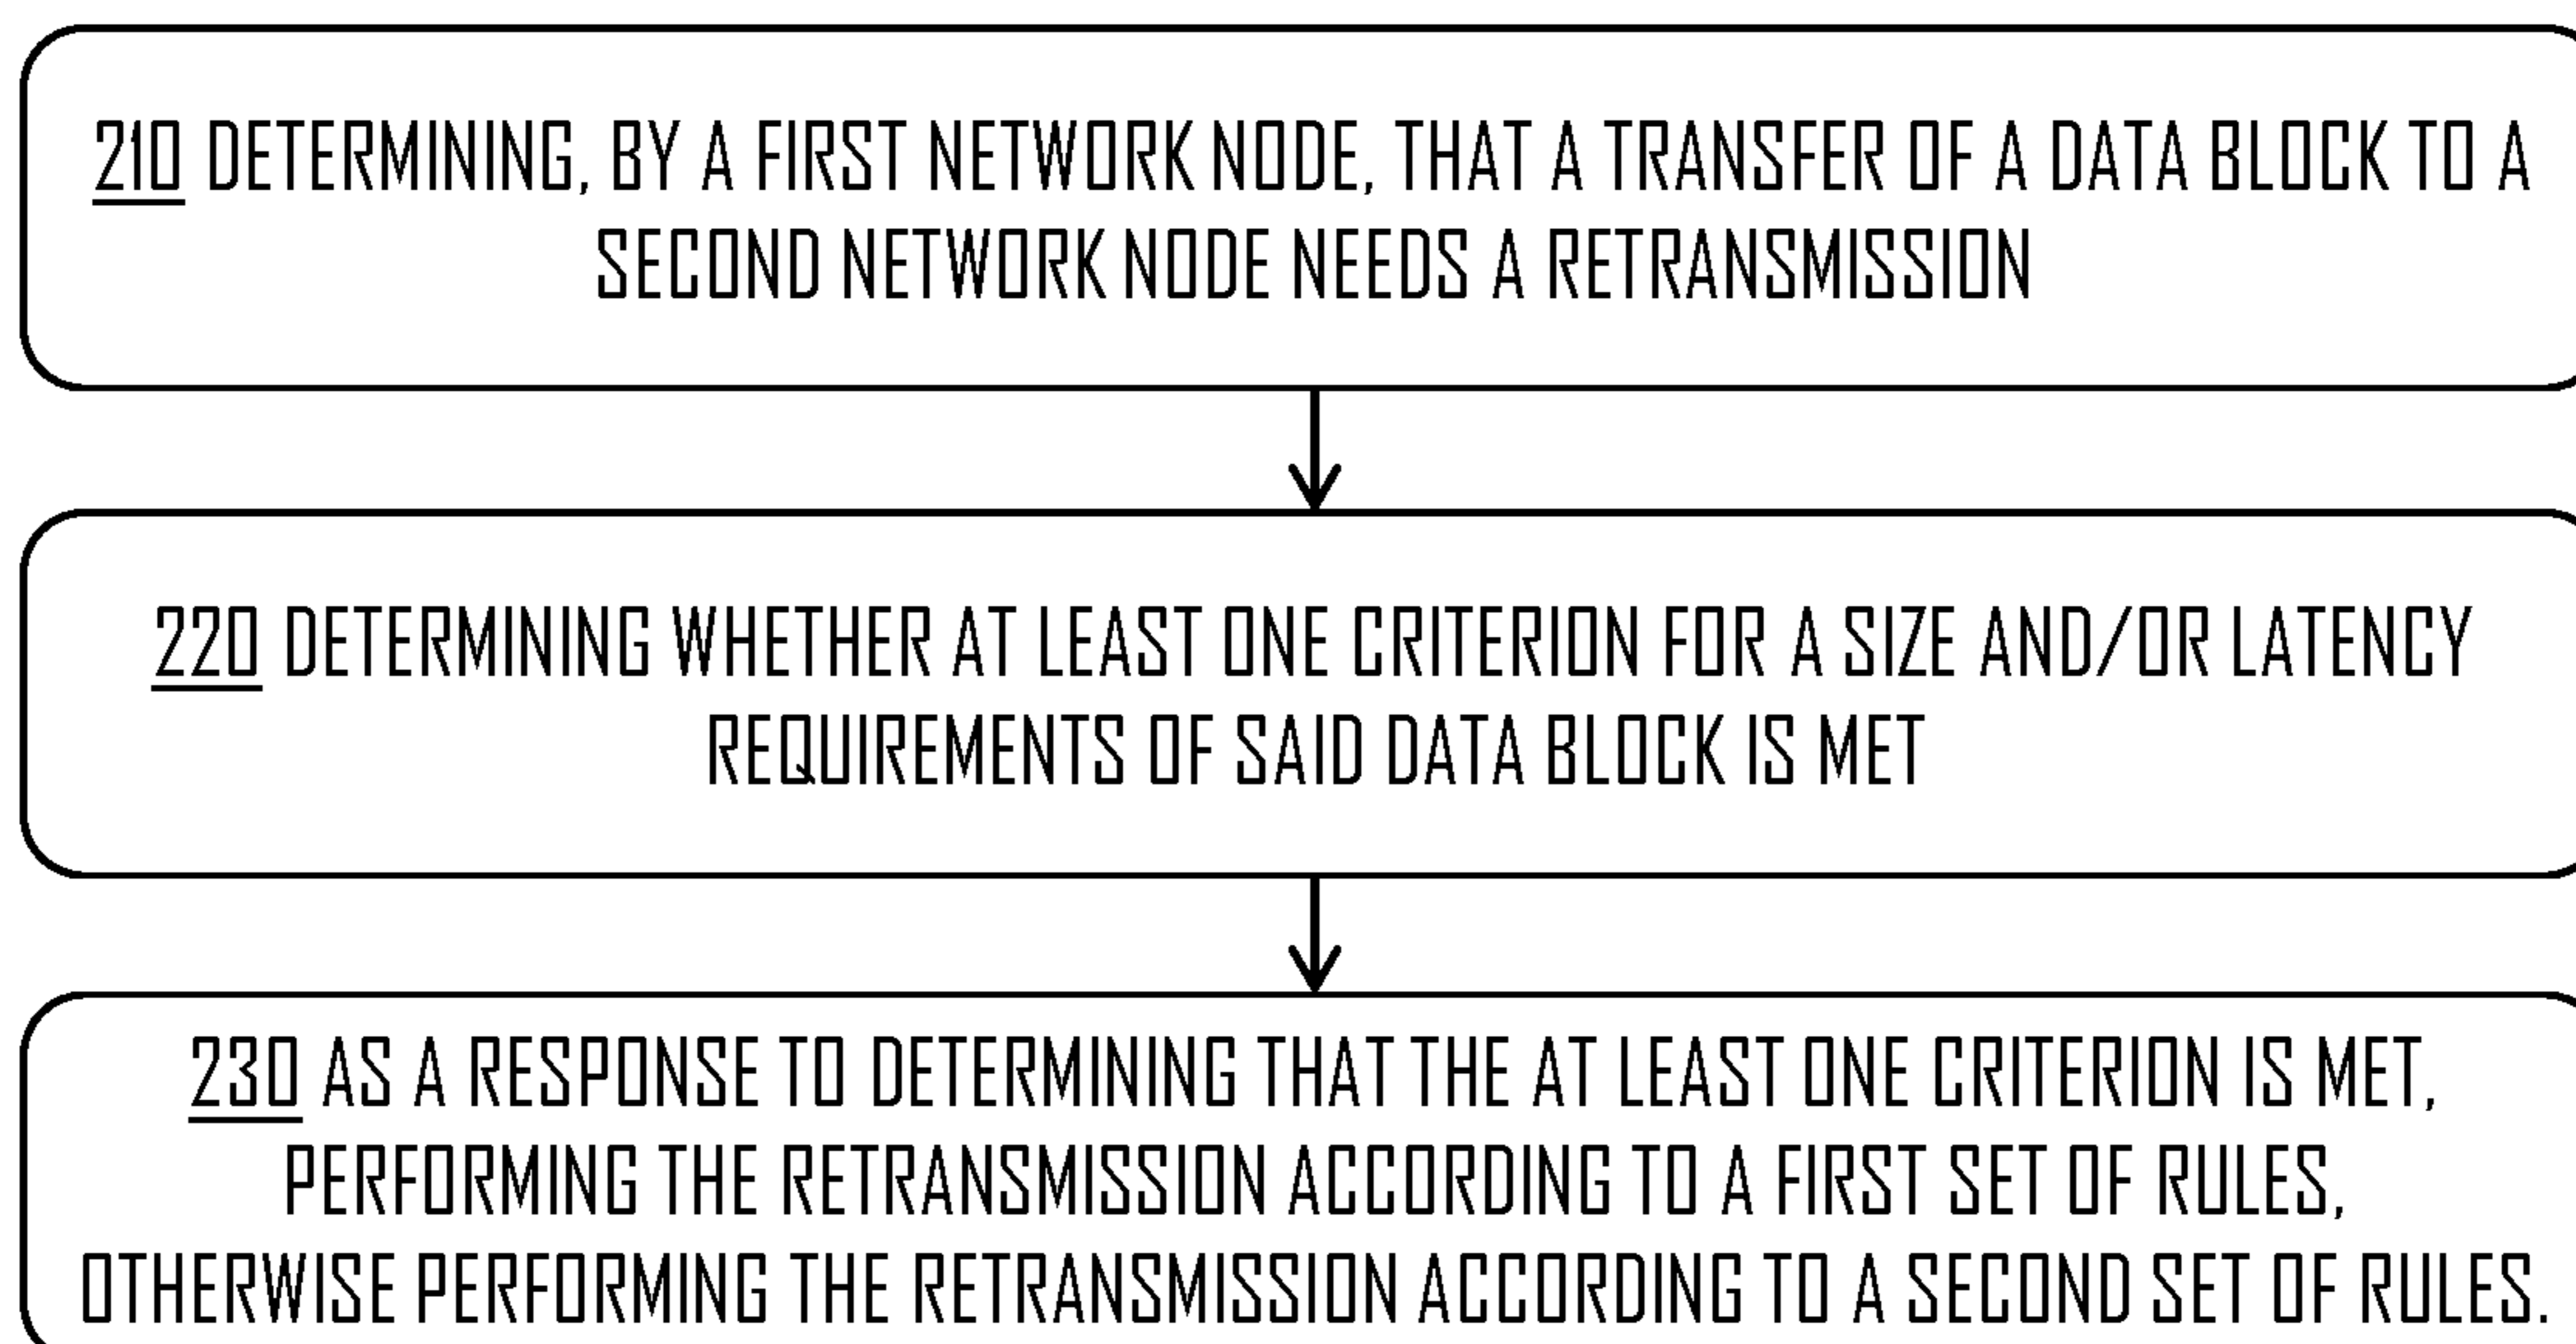 210 DETERMINING, BY A FIRST NETWORK NODE, THAT A TRANSFER OF A DATA BLOCK TO A
SECOND NETWORK NODE NEEDS A RETRANSMISSION
220 DETERMINING WHETHER AT LEAST ONE CRITERION FOR A SIZE AND/OR LATENCY
REQUIREMENTS OF SAID DATA BLOCK IS MET
230 AS A RESPONSE TO DETERMINING THAT THE AT LEAST ONE CRITERION IS MET,
PERFORMING THE RETRANSMISSION ACCORDING TO A FIRST SET OF RULES,
OTHERWISE PERFORMING THE RETRANSMISSION ACCORDING TO A SECOND SET OF RULES.